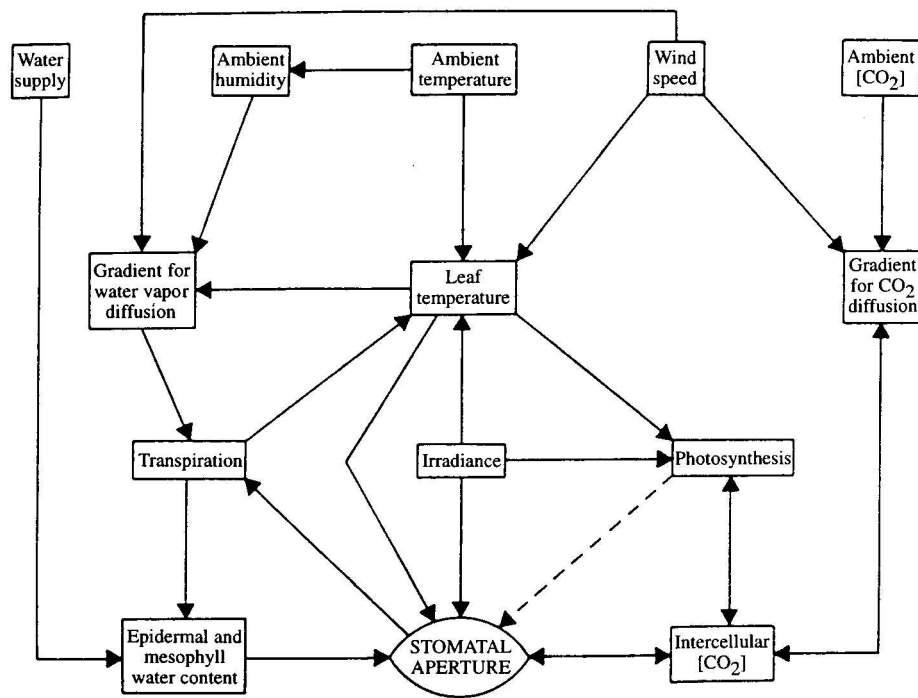 Water
supply
Ambient
humidity
Ambient
temperature
Wind
speed
Ambient
[CO₂]
Gradient for
water vapor
diffusion
Leaf
temperature
Gradient
for CO₂
diffusion
Transpiration
Irradiance
Photosynthesis
Epidermal and
mesophyll
water content
STOMATAL
APERTURE
Intercellular
[CO₂]